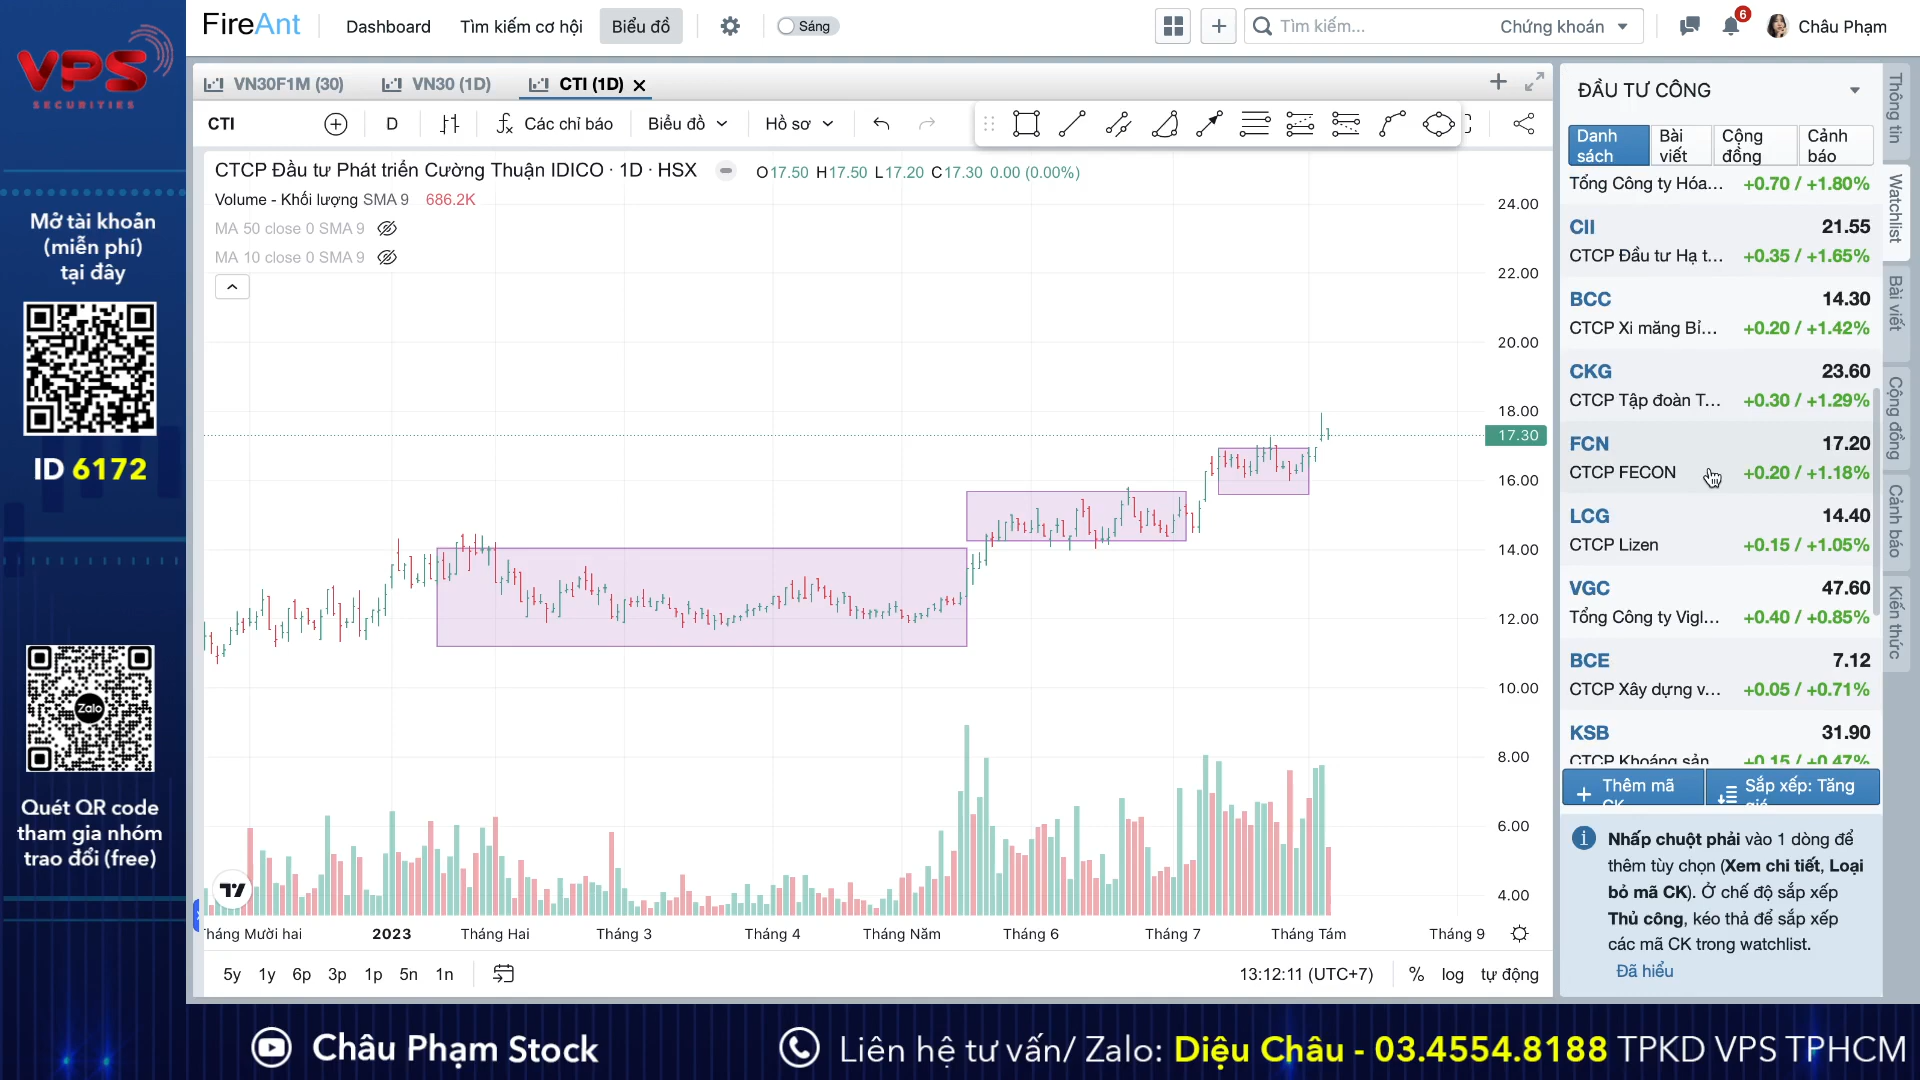 VPS
SECURITIES
Mở tài khoản
(miễn phí)
tại đây
ID 6172
Zalo
Quét QR code
tham gia nhóm
trao đổi (free)
FireAnt
Dashboard
Tìm kiếm cơ hội
Biểu đồ
Sáng
Tìm kiếm...
Chứng khoán
6
Châu Phạm
VN30F1M (30)
VN30 (1D)
CTI (1D)
CTI
D
Các chỉ báo
Biểu đồ
Hồ sơ
CTCP Đầu tư Phát triển Cường Thuận IDICO · 1D · HSX
O17.50 H17.50 L17.20 C17.30 0.00 (0.00%)
Volume - Khối lượng SMA 9 686.2K
MA 50 close 0 SMA 9
MA 10 close 0 SMA 9
24.00
22.00
20.00
18.00
17.30
16.00
14.00
12.00
10.00
8.00
6.00
4.00
háng Mười hai
2023
Tháng Hai
Tháng 3
Tháng 4
Tháng Năm
Tháng 6
Tháng 7
Tháng Tám
Tháng 9
5y 1y 6p 3p 1p 5n 1n
13:12:11 (UTC+7)
% log tự động
ĐẦU TƯ CÔNG
Danh sách
Bài viết
Cộng đồng
Cảnh báo
Tổng Công ty Hóa... +0.70 / +1.80%
CII 21.55
CTCP Đầu tư Hạ t... +0.35 / +1.65%
BCC 14.30
CTCP Xi măng Bỉ... +0.20 / +1.42%
CKG 23.60
CTCP Tập đoàn T... +0.30 / +1.29%
FCN 17.20
CTCP FECON +0.20 / +1.18%
LCG 14.40
CTCP Lizen +0.15 / +1.05%
VGC 47.60
Tổng Công ty Vigl... +0.40 / +0.85%
BCE 7.12
CTCP Xây dựng v... +0.05 / +0.71%
KSB 31.90
CTCP Khoáng sản +0.15 / +0.47%
Thêm mã CK
Sắp xếp: Tăng giá
Nhấp chuột phải vào 1 dòng để
thêm tùy chọn (Xem chi tiết, Loại
bỏ mã CK). Ở chế độ sắp xếp
Thủ công, kéo thả để sắp xếp
các mã CK trong watchlist.
Đã hiểu
Thông tin
Watchlist
Bài viết
Cộng đồng
Cảnh báo
Kiến thức
Châu Phạm Stock
Liên hệ tư vấn/ Zalo: Diệu Châu - 03.4554.8188 TPKD VPS TPHCM